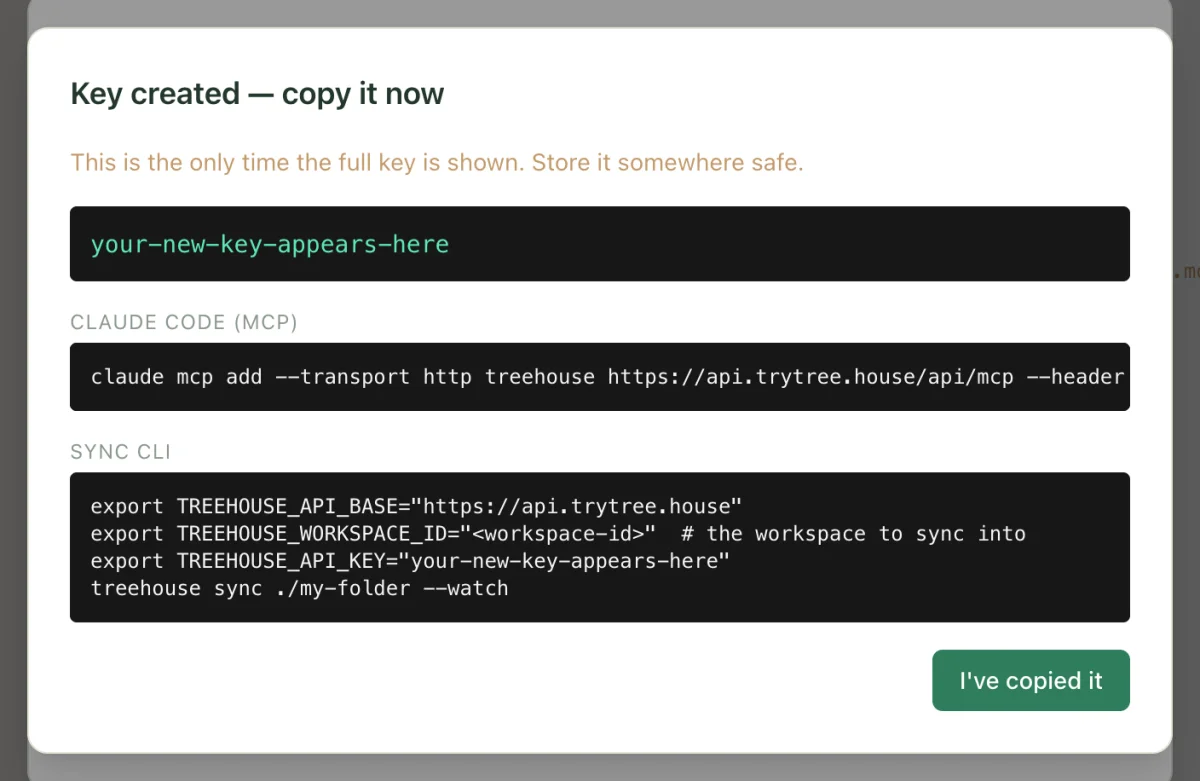 Key created — copy it now
This is the only time the full key is shown. Store it somewhere safe.
your-new-key-appears-here
CLAUDE CODE (MCP)
claude mcp add --transport http treehouse https://api.trytree.house/api/mcp --header
SYNC CLI
export TREEHOUSE_API_BASE="https://api.trytree.house"
export TREEHOUSE_WORKSPACE_ID="<workspace-id>"  # the workspace to sync into
export TREEHOUSE_API_KEY="your-new-key-appears-here"
treehouse sync ./my-folder --watch
I've copied it